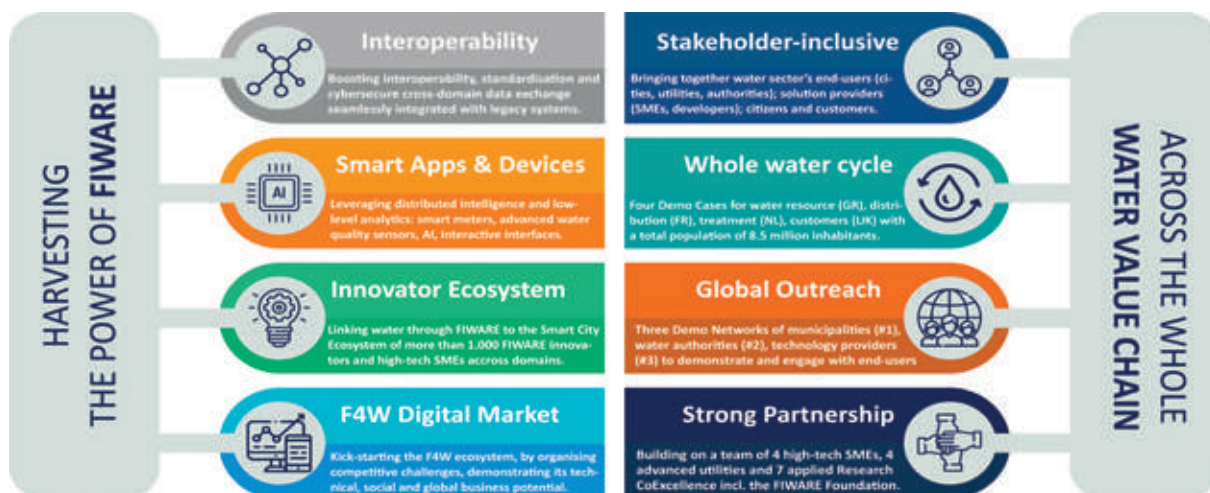 HARVESTING
THE POWER OF FIWARE
Interoperability
Boosting interoperability, standardisation and
cybersecure cross-domain data exchange
seamlessly integrated with legacy systems.
Smart Apps & Devices
AI
Leveraging distributed intelligence and low-
level analytics: smart meters, advanced water
quality sensors, AI, interactive interfaces.
Innovator Ecosystem
Linking water through FIWARE to the Smart City
Ecosystem of more than 1.000 FIWARE innova-
tors and high-tech SMEs accross domains.
F4W Digital Market
Kick-starting the F4W ecosystem, by organising
competitive challenges, demonstrating its tech-
nical, social and global business potential.
Stakeholder-inclusive
Bringing together water sector's end-users (ci-
ties, utilities, authorities); solution providers
(SMEs, developers); citizens and customers.
Whole water cycle
Four Demo Cases for water resource (GR), distri-
bution (FR), treatment (NL), customers (UK) with
a total population of 8.5 million inhabitants.
Global Outreach
Three Demo Networks of municipalities (#1),
water authorities (#2), technology providers
(#3) to demonstrate and engage with end-users
Strong Partnership
Building on a team of 4 high-tech SMEs, 4
advanced utilities and 7 applied Research
CoExcellence incl. the FIWARE Foundation.
ACROSS THE WHOLE
WATER VALUE CHAIN